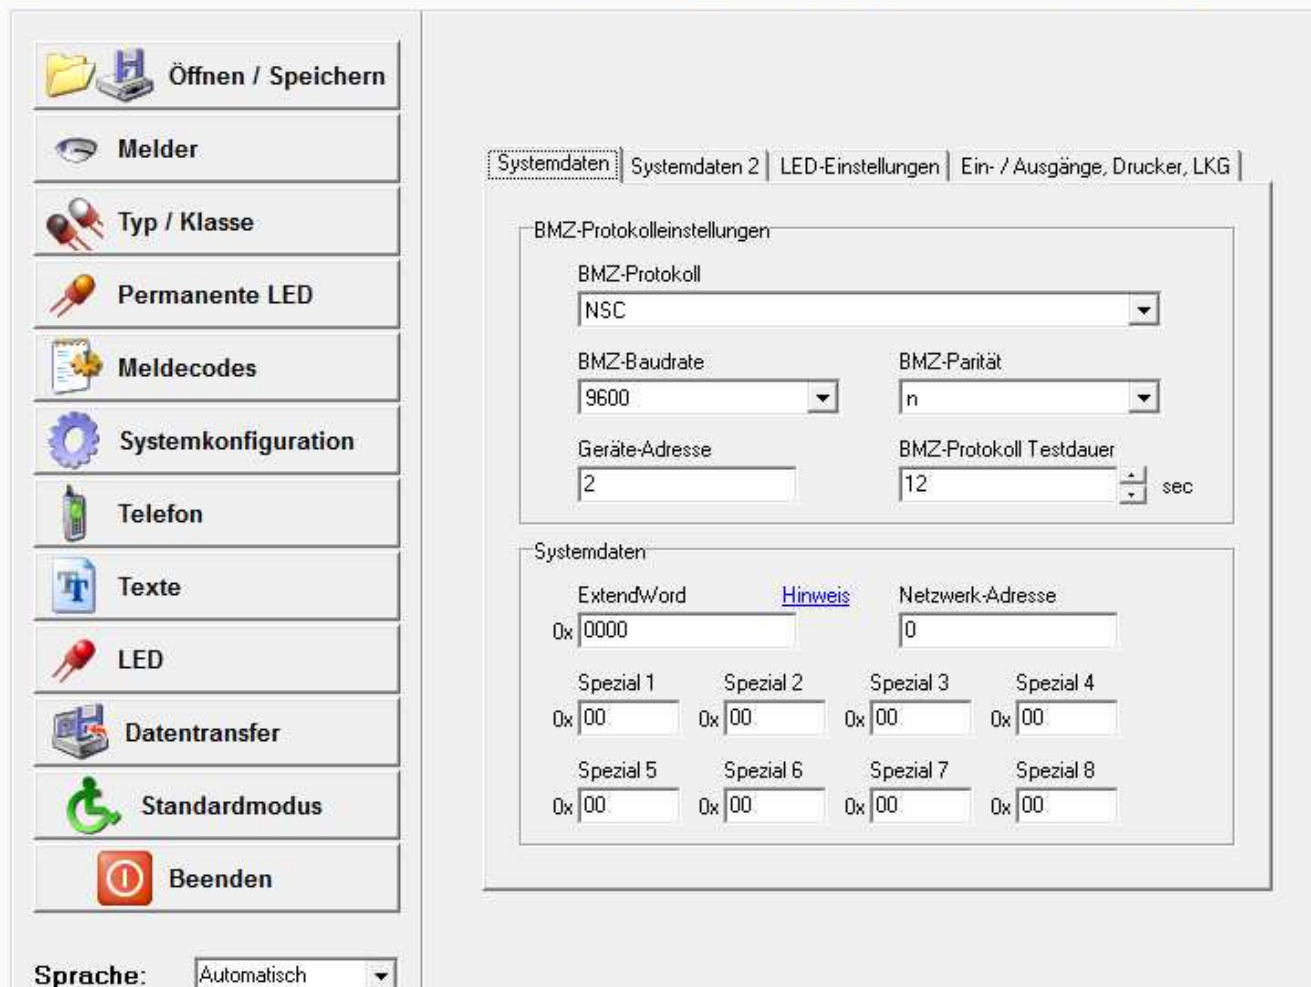 Öffnen / Speichern
Melder
Typ / Klasse
Permanente LED
Meldecodes
Systemkonfiguration
Telefon
Texte
LED
Datentransfer
Standardmodus
Beenden
Sprache: Automatisch
Systemdaten Systemdaten 2 LED-Einstellungen Ein- / Ausgänge, Drucker, LKG
BMZ-Protokolleinstellungen
BMZ-Protokoll
NSC
BMZ-Baudrate BMZ-Parität
9600 n
Geräte-Adresse BMZ-Protokoll Testdauer
2 12 sec
Systemdaten
ExtendWord Hinweis Netzwerk-Adresse
0x 0000 0
Spezial 1 Spezial 2 Spezial 3 Spezial 4
0x 00 0x 00 0x 00 0x 00
Spezial 5 Spezial 6 Spezial 7 Spezial 8
0x 00 0x 00 0x 00 0x 00